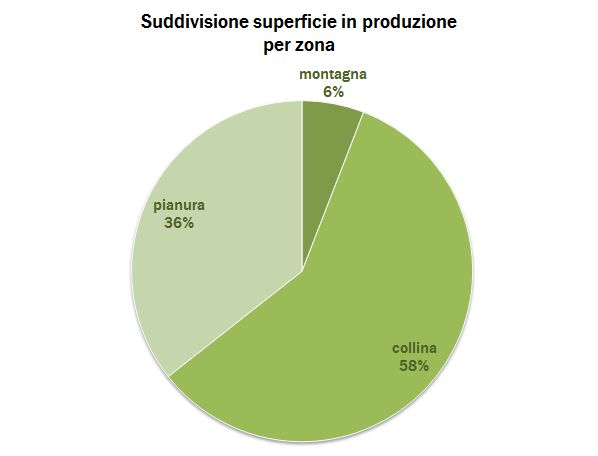 Suddivisione superficie in produzione
per zona
montagna
6%
pianura
36%
collina
58%